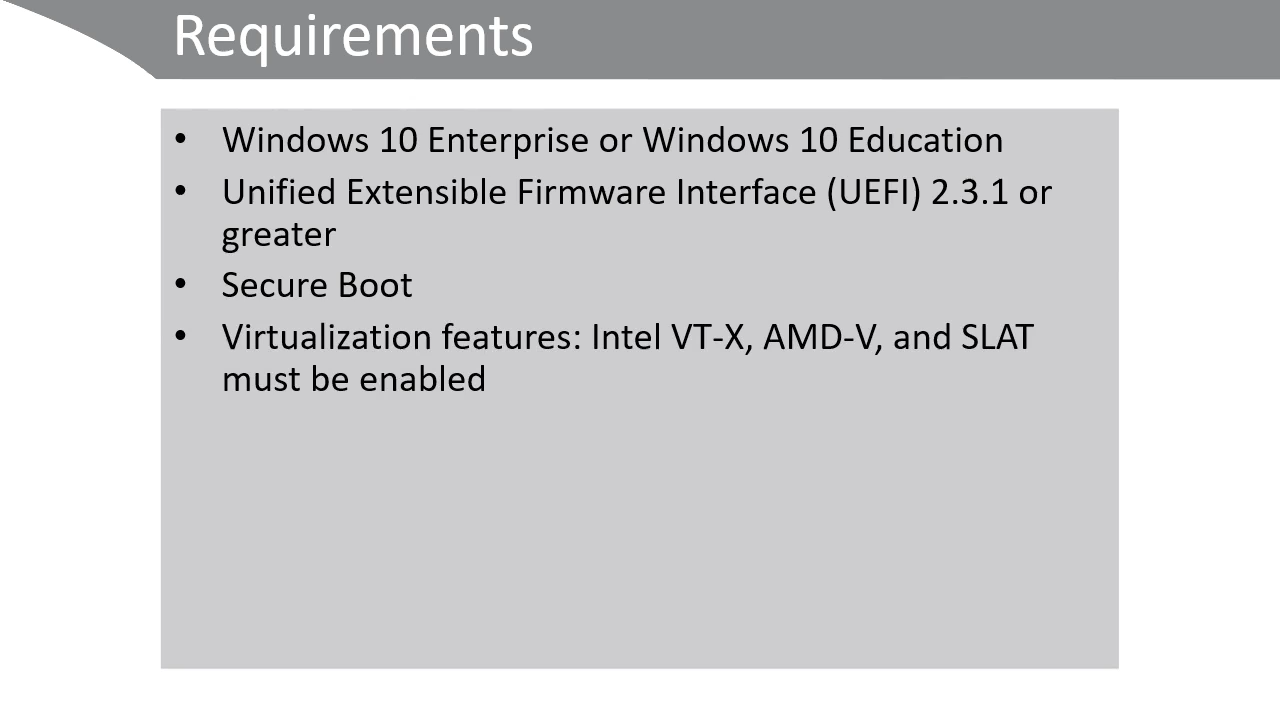 Requirements
• Windows 10 Enterprise or Windows 10 Education
• Unified Extensible Firmware Interface (UEFI) 2.3.1 or
greater
• Secure Boot
• Virtualization features: Intel VT-X, AMD-V, and SLAT
must be enabled